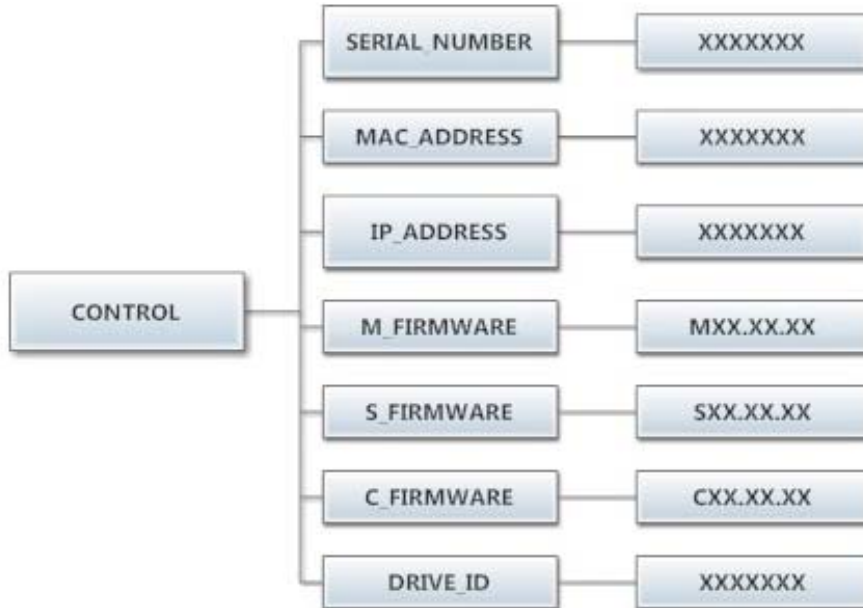 SERIAL_NUMBER XXXXXXX
MAC_ADDRESS XXXXXXX
IP_ADDRESS XXXXXXX
CONTROL
M_FIRMWARE MXX.XX.XX
S_FIRMWARE SXX.XX.XX
C_FIRMWARE CXX.XX.XX
DRIVE_ID XXXXXXX